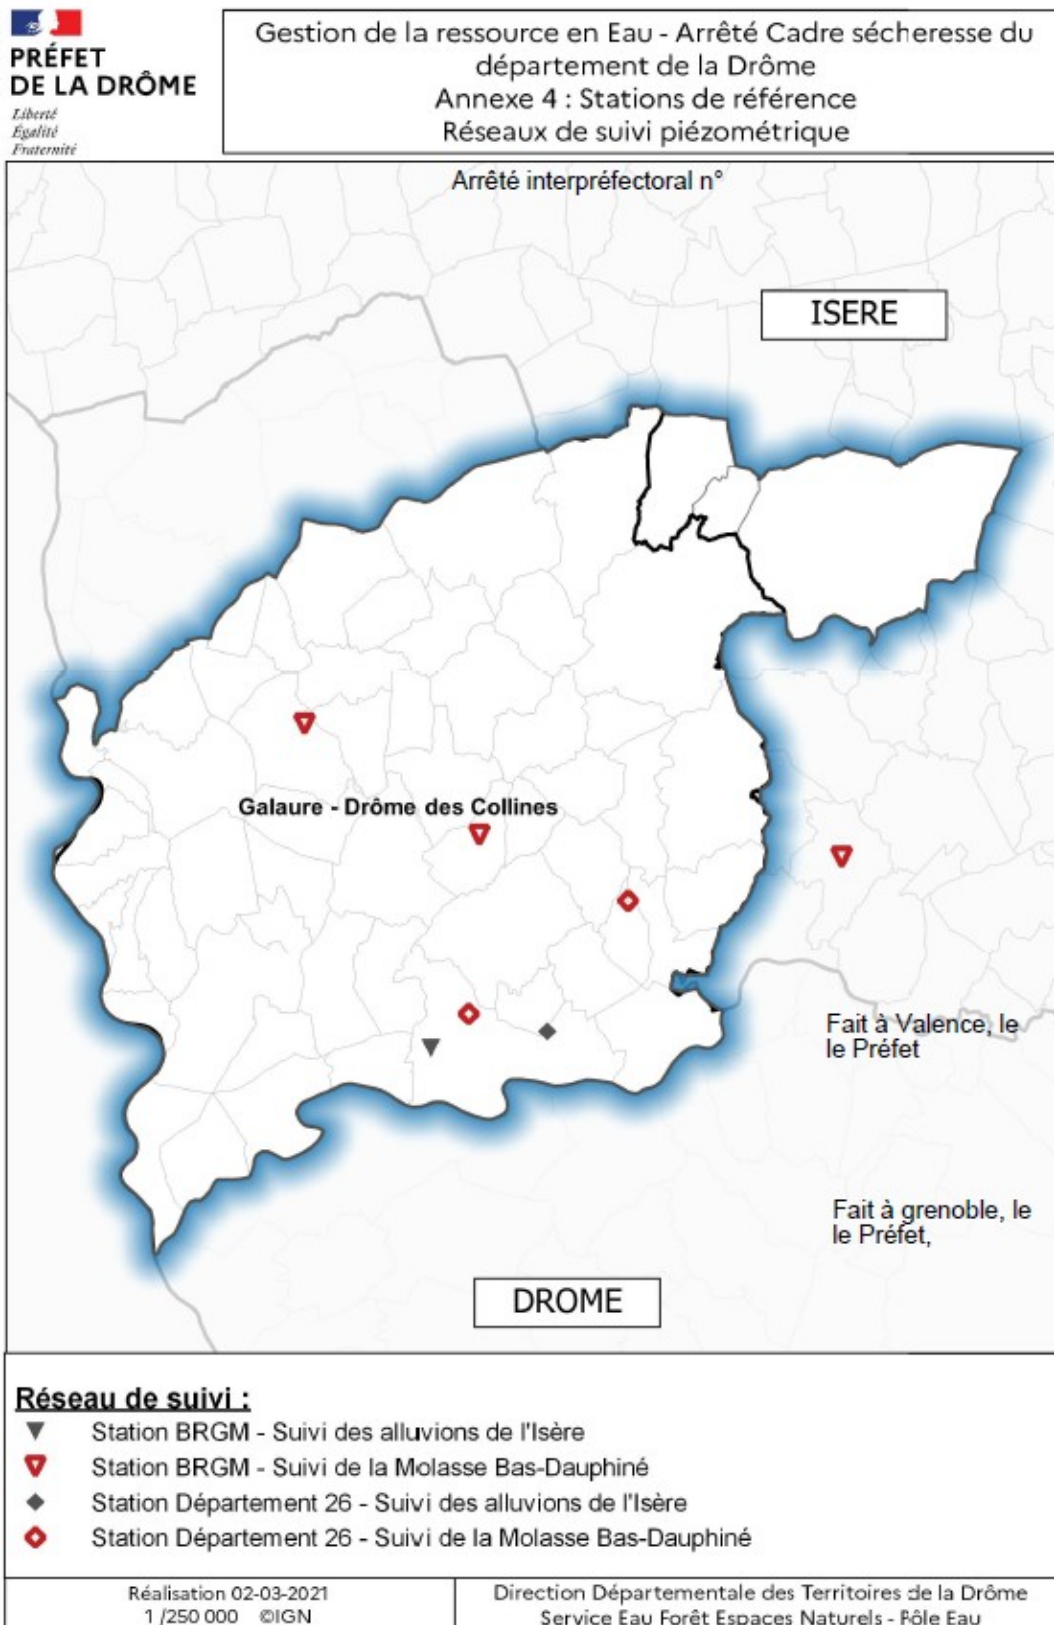 PRÉFET
DE LA DRÔME
Liberté
Égalité
Fraternité
Gestion de la ressource en Eau - Arrêté Cadre sécheresse du
département de la Drôme
Annexe 4 : Stations de référence
Réseaux de suivi piézométrique
Arrêté interpréfectoral n°
ISERE
Galaure - Drôme des Collines
Fait à Valence, le
le Préfet
Fait à grenoble, le
le Préfet,
DROME
Réseau de suivi :
Station BRGM - Suivi des alluvions de l'Isère
Station BRGM - Suivi de la Molasse Bas-Dauphiné
Station Département 26 - Suivi des alluvions de l'Isère
Station Département 26 - Suivi de la Molasse Bas-Dauphiné
Réalisation 02-03-2021
1 /250 000 ©IGN
Direction Départementale des Territoires de la Drôme
Service Eau Forêt Espaces Naturels - Pôle Eau